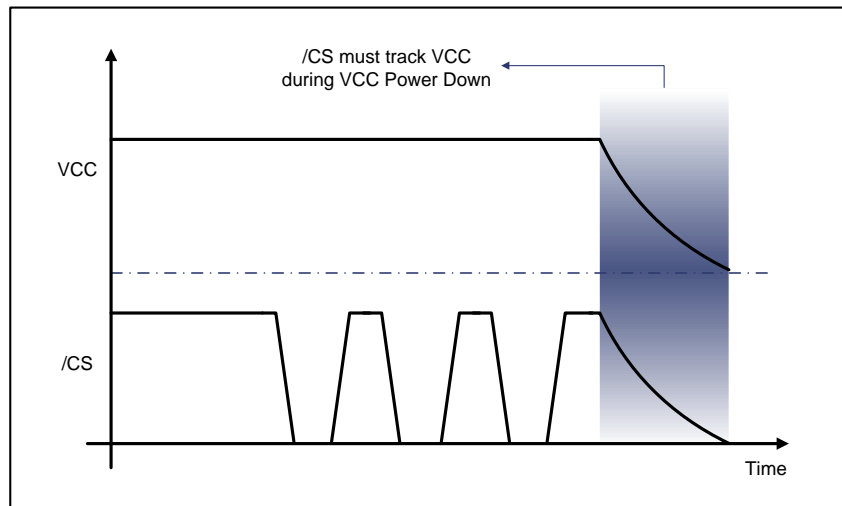 /CS must track VCC
during VCC Power Down
VCC
/CS
Time